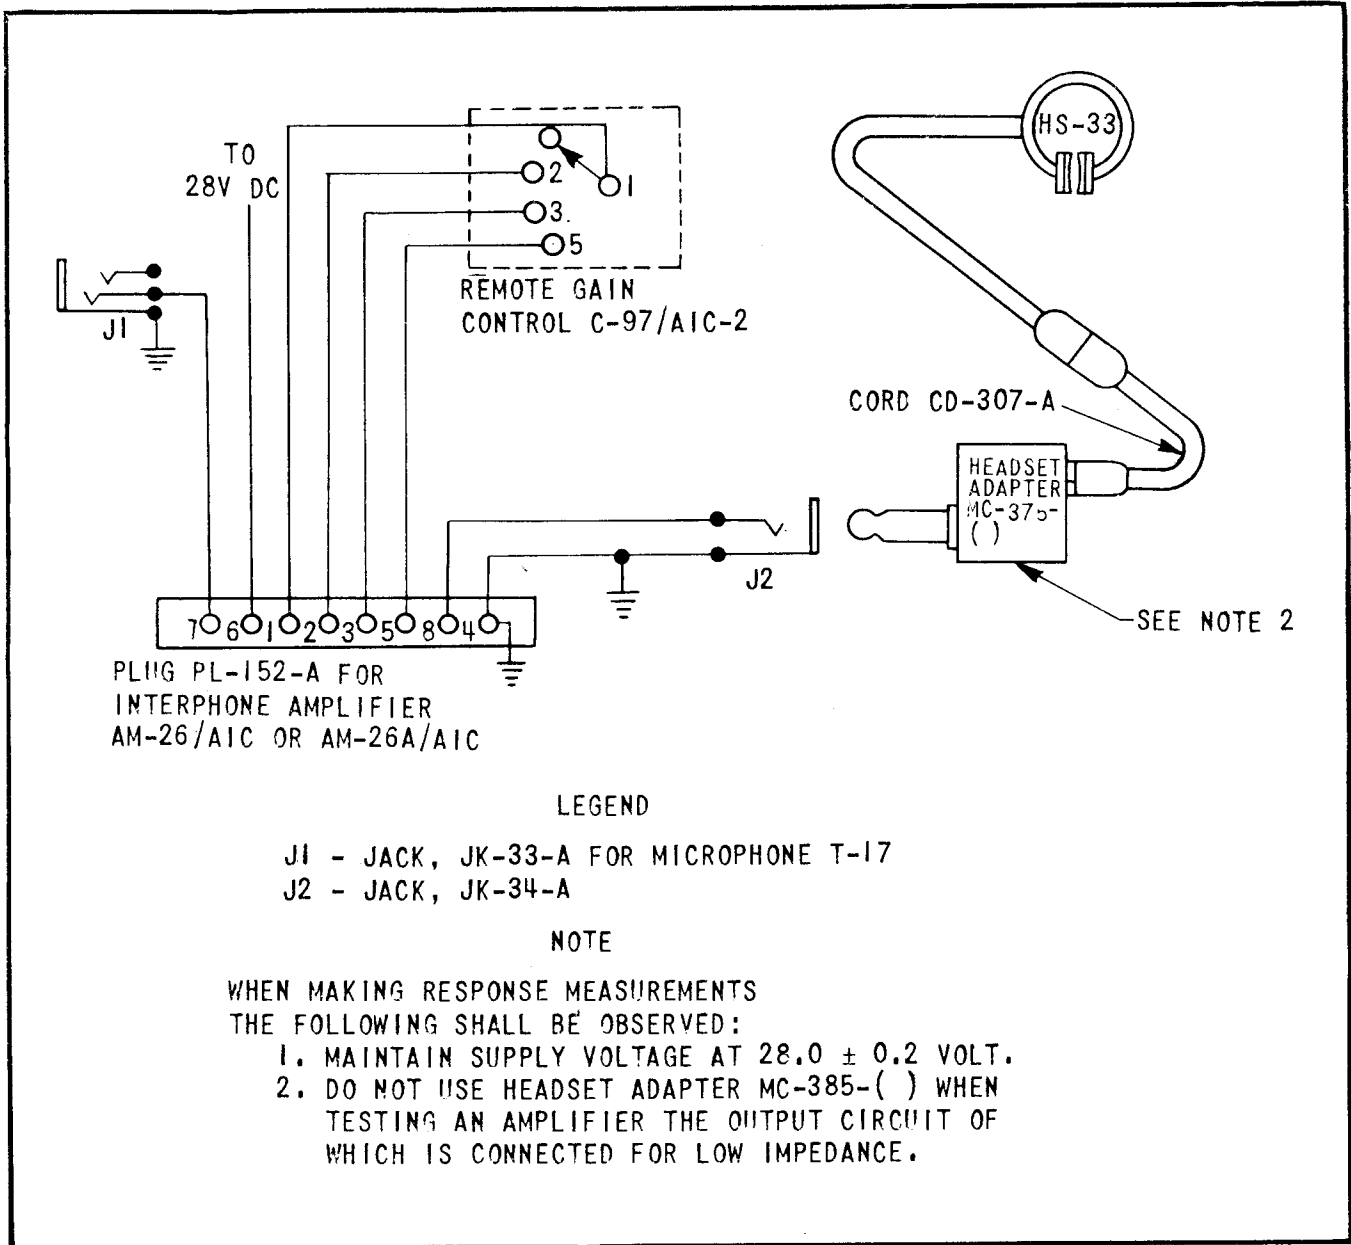 TO
28V DC
2
1
3.
5
REMOTE GAIN
CONTROL C-97/AIC-2
HS-33
J1
CORD CD-307-A
HEADSET
ADAPTER
MC-375-
( )
J2
SEE NOTE 2
7 6 1 2 3 5 8 4
PLUG PL-152-A FOR
INTERPHONE AMPLIFIER
AM-26/AIC OR AM-26A/AIC
LEGEND
J1 - JACK, JK-33-A FOR MICROPHONE T-17
J2 - JACK, JK-34-A
NOTE
WHEN MAKING RESPONSE MEASUREMENTS
THE FOLLOWING SHALL BE OBSERVED:
1. MAINTAIN SUPPLY VOLTAGE AT 28.0 ± 0.2 VOLT.
2. DO NOT USE HEADSET ADAPTER MC-385-( ) WHEN
TESTING AN AMPLIFIER THE OUTPUT CIRCUIT OF
WHICH IS CONNECTED FOR LOW IMPEDANCE.